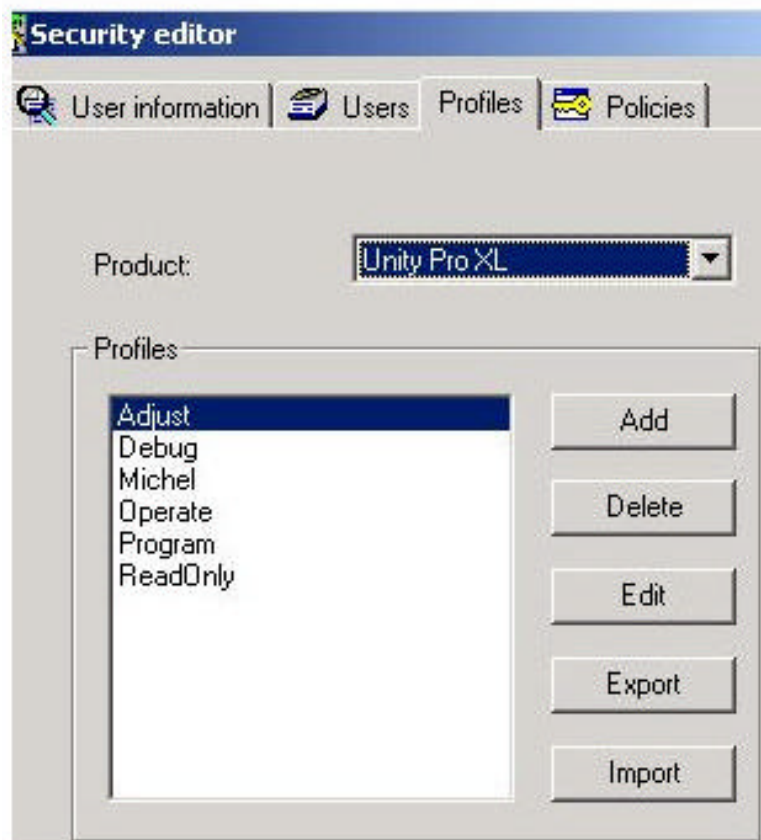 Security editor
User information
Users
Profiles
Policies
Product:
Unity Pro XL
Profiles
Adjust
Debug
Michel
Operate
Program
ReadOnly
Add
Delete
Edit
Export
Import